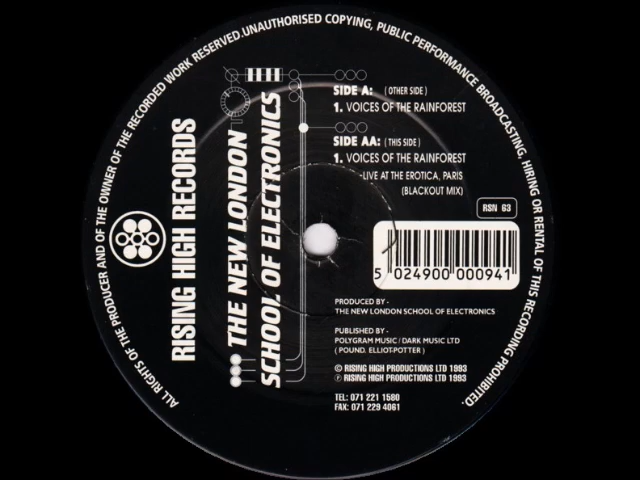 ALL RIGHTS OF THE PRODUCER AND OF THE OWNER OF THE RECORDED WORK RESERVED.UNAUTHORISED COPYING, PUBLIC PERFORMANCE BROADCASTING, HIRING OR RENTAL OF THIS RECORDING PROHIBITED.
RISING HIGH RECORDS
THE NEW LONDON
SCHOOL OF ELECTRONICS
SIDE A: (OTHER SIDE)
1. VOICES OF THE RAINFOREST
SIDE AA: (THIS SIDE)
1. VOICES OF THE RAINFOREST
-LIVE AT THE EROTICA, PARIS
(BLACKOUT MIX)
RSN 63
5 024900 000941
PRODUCED BY -
THE NEW LONDON SCHOOL OF ELECTRONICS
PUBLISHED BY -
POLYGRAM MUSIC / DARK MUSIC LTD
( POUND, ELLIOT-POTTER )
© RISING HIGH PRODUCTIONS LTD 1993
℗ RISING HIGH PRODUCTIONS LTD 1993
TEL: 071 221 1580
FAX: 071 229 4061